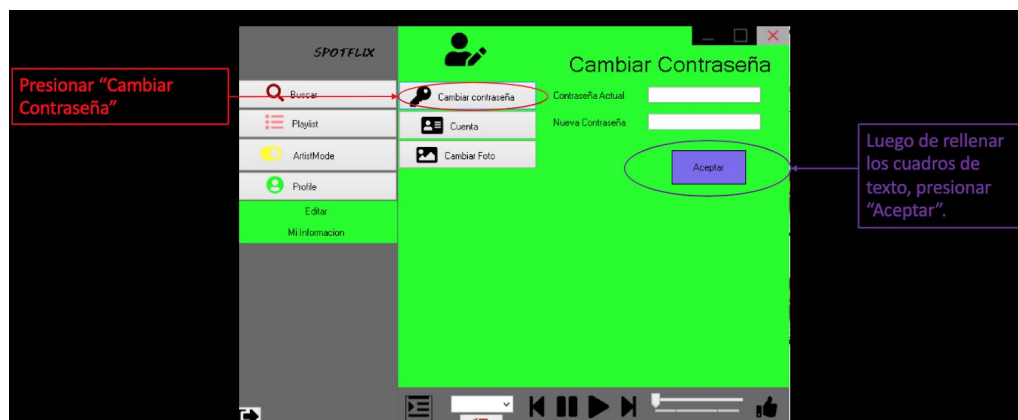 SPOTFLIX
Presionar “Cambiar
Contraseña”
Buscar
Playlist
ArtistMode
Profile
Editar
Mi Informacion
Cambiar contraseña
Cuenta
Cambiar Foto
Cambiar Contraseña
Contraseña Actual
Nueva Contraseña
Aceptar
Luego de rellenar
los cuadros de
texto, presionar
“Aceptar”.